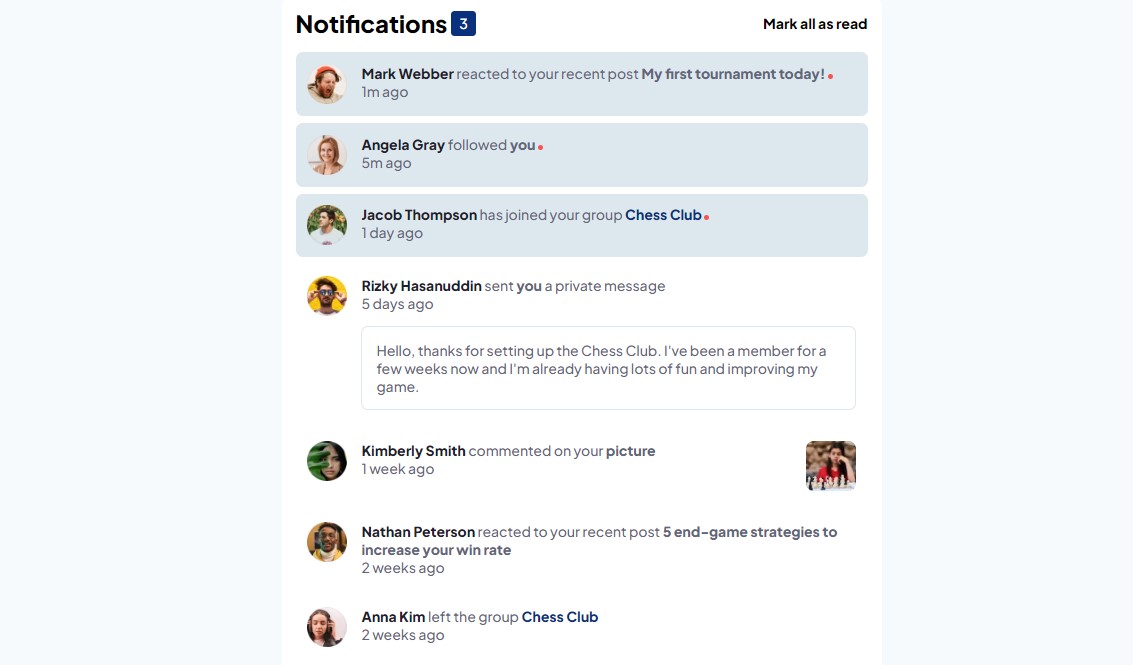 Notifications 3
Mark all as read
Mark Webber reacted to your recent post My first tournament today!
1m ago
Angela Gray followed you
5m ago
Jacob Thompson has joined your group Chess Club
1 day ago
Rizky Hasanuddin sent you a private message
5 days ago
Hello, thanks for setting up the Chess Club. I've been a member for a
few weeks now and I'm already having lots of fun and improving my
game.
Kimberly Smith commented on your picture
1 week ago
Nathan Peterson reacted to your recent post 5 end-game strategies to
increase your win rate
2 weeks ago
Anna Kim left the group Chess Club
2 weeks ago